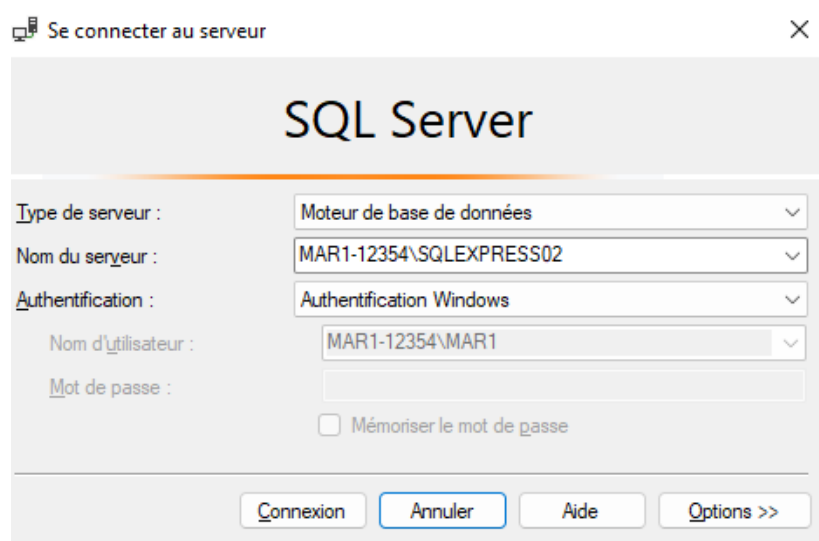 Se connecter au serveur
SQL Server
Type de serveur : Moteur de base de données
Nom du serveur : MAR1-12354\SQLEXPRESS02
Authentification : Authentification Windows
Nom d'utilisateur : MAR1-12354\MAR1
Mot de passe :
Mémoriser le mot de passe
Connexion Annuler Aide Options >>